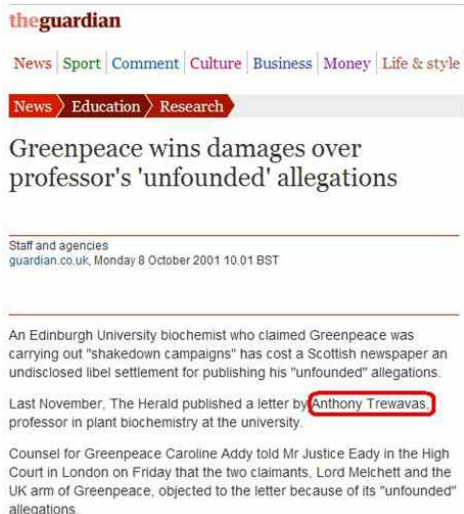 theguardian
News Sport Comment Culture Business Money Life & style
News Education Research
Greenpeace wins damages over
professor's 'unfounded' allegations
Staff and agencies
guardian.co.uk, Monday 8 October 2001 10.01 BST
An Edinburgh University biochemist who claimed Greenpeace was
carrying out "shakedown campaigns" has cost a Scottish newspaper an
undisclosed libel settlement for publishing his "unfounded" allegations.
Last November, The Herald published a letter by Anthony Trewavas,
professor in plant biochemistry at the university.
Counsel for Greenpeace Caroline Addy told Mr Justice Eady in the High
Court in London on Friday that the two claimants, Lord Melchett and the
UK arm of Greenpeace, objected to the letter because of its "unfounded"
allegations.